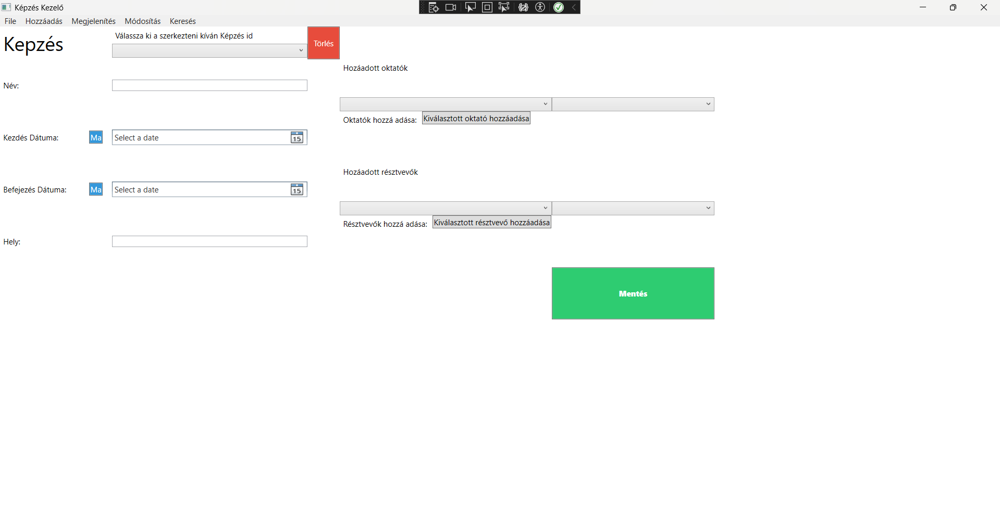 Képzés Kezelő
File Hozzáadás Megjelenítés Módosítás Keresés
Kepzés
Válassza ki a szerkezteni kíván Képzés id
Törlés
Hozáadott oktatók
Név:
Oktatók hozzá adása: Kiválasztott oktató hozzáadása
Kezdés Dátuma: Ma Select a date 15
Hozáadott résztvevők
Befejezés Dátuma: Ma Select a date 15
Résztvevők hozzá adása: Kiválasztott résztvevő hozzáadása
Hely:
Mentés